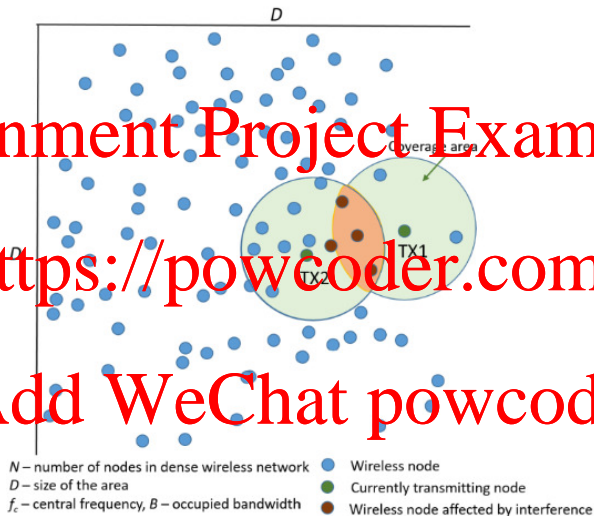 D
nment Project Exam
Coverage area
D
TX1
ttps://powcoder.com
TX2
Add WeChat powcod
N – number of nodes in dense wireless network
D – size of the area
fc – central frequency, B – occupied bandwidth
Wireless node
Currently transmitting node
Wireless node affected by interference